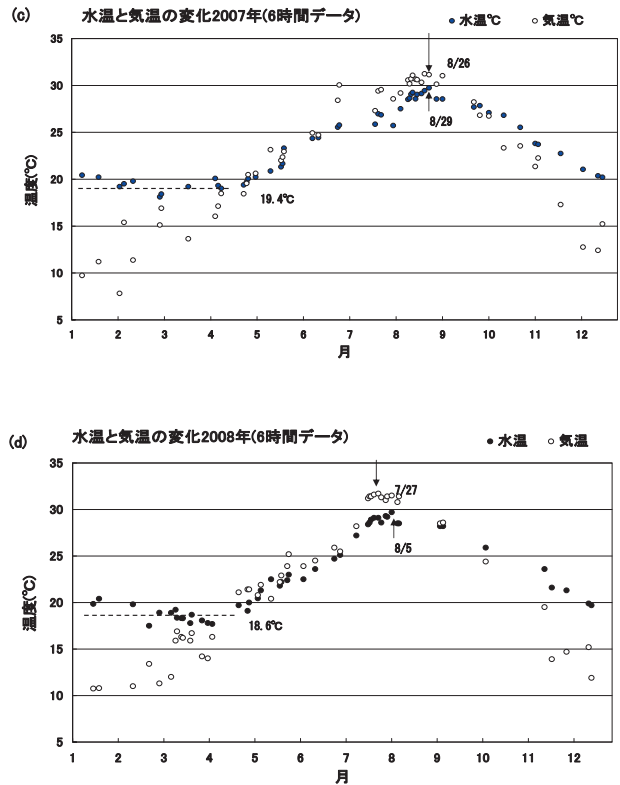 (c)
水温と気温の変化2007年(6時間データ)
● 水温℃ ○ 気温℃
35
30
25
20
15
10
5
温度(℃)
8/26
8/29
19.4℃
1 2 3 4 5 6 7 8 9 10 11 12
月
(d)
水温と気温の変化2008年(6時間データ)
● 水温 ○ 気温
35
30
25
20
15
10
5
温度(℃)
7/27
8/5
18.6℃
1 2 3 4 5 6 7 8 9 10 11 12
月